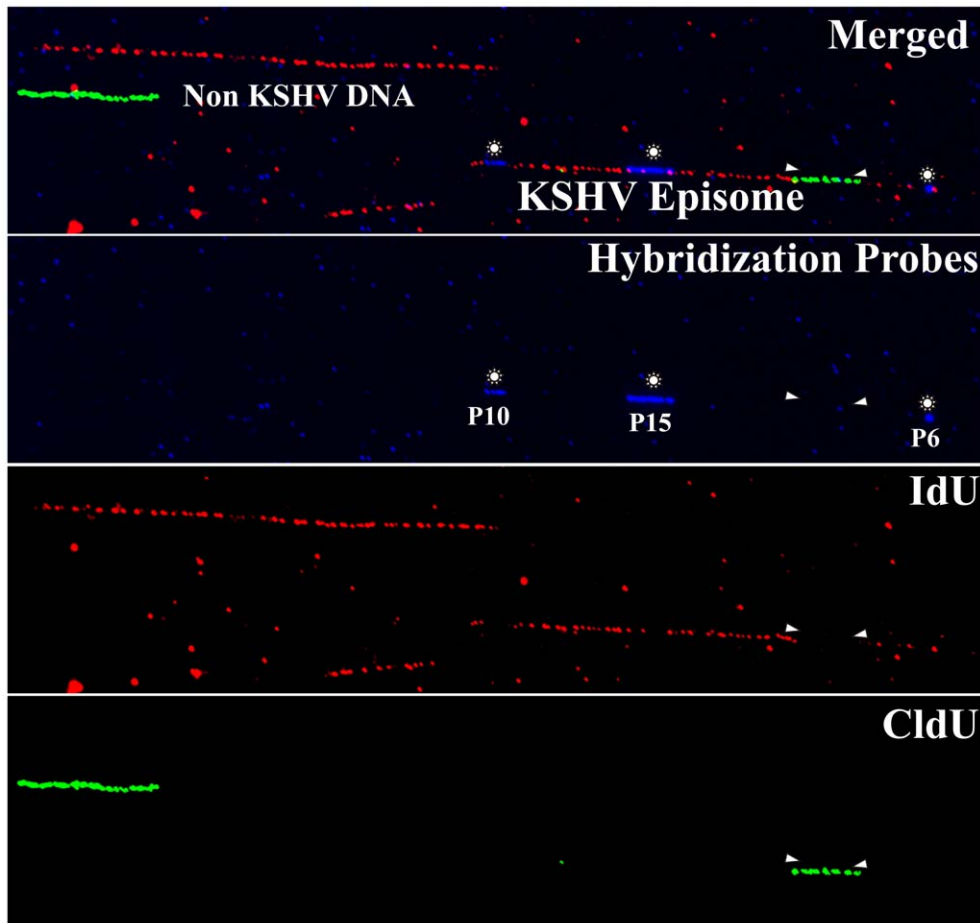 Merged
Non KSHV DNA
KSHV Episome
Hybridization Probes
P10
P15
P6
IdU
CldU